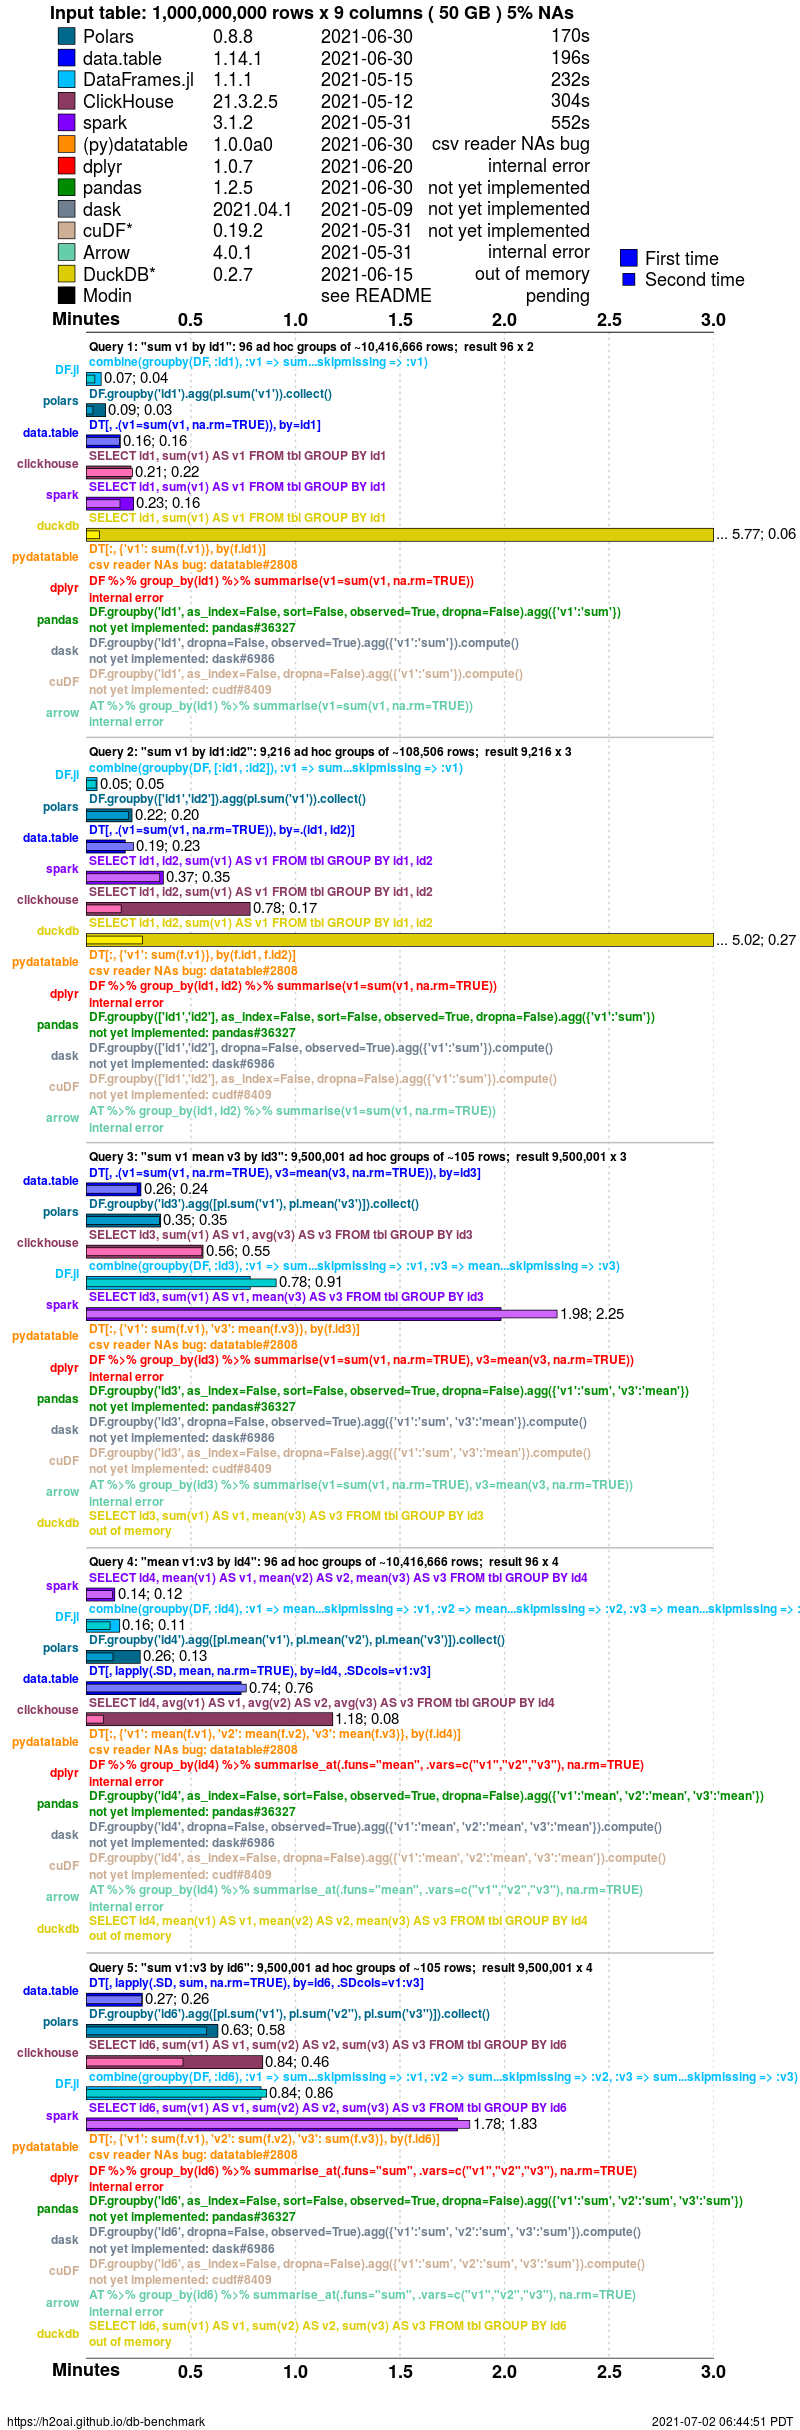 Input table: 1,000,000,000 rows x 9 columns ( 50 GB ) 5% NAs
Polars 0.8.8 2021-06-30 170s
data.table 1.14.1 2021-06-30 196s
DataFrames.jl 1.1.1 2021-05-15 232s
ClickHouse 21.3.2.5 2021-05-12 304s
spark 3.1.2 2021-05-31 552s
(py)datatable 1.0.0a0 2021-06-30 csv reader NAs bug
dplyr 1.0.7 2021-06-20 internal error
pandas 1.2.5 2021-06-30 not yet implemented
dask 2021.04.1 2021-05-09 not yet implemented
cuDF* 0.19.2 2021-05-31 not yet implemented
Arrow 4.0.1 2021-05-31 internal error
First time
DuckDB* 0.2.7 2021-06-15 out of memory
Second time
Modin see README pending
Minutes 0.5 1.0 1.5 2.0 2.5 3.0
Query 1: "sum v1 by id1": 96 ad hoc groups of ~10,416,666 rows;  result 96 x 2
combine(groupby(DF, :id1), :v1 => sum...skipmissing => :v1)
DF.jl 0.07; 0.04
DF.groupby('id1').agg(pl.sum('v1')).collect()
polars 0.09; 0.03
DT[, .(v1=sum(v1, na.rm=TRUE)), by=id1]
data.table 0.16; 0.16
SELECT id1, sum(v1) AS v1 FROM tbl GROUP BY id1
clickhouse 0.21; 0.22
SELECT id1, sum(v1) AS v1 FROM tbl GROUP BY id1
spark 0.23; 0.16
SELECT id1, sum(v1) AS v1 FROM tbl GROUP BY id1
duckdb ... 5.77; 0.06
DT[:, {'v1': sum(f.v1)}, by(f.id1)]
pydatatable csv reader NAs bug: datatable#2808
DF %>% group_by(id1) %>% summarise(v1=sum(v1, na.rm=TRUE))
dplyr internal error
DF.groupby('id1', as_index=False, sort=False, observed=True, dropna=False).agg({'v1':'sum'})
pandas not yet implemented: pandas#36327
DF.groupby('id1', dropna=False, observed=True).agg({'v1':'sum'}).compute()
dask not yet implemented: dask#6986
DF.groupby('id1', as_index=False, dropna=False).agg({'v1':'sum'}).compute()
cuDF not yet implemented: cudf#8409
AT %>% group_by(id1) %>% summarise(v1=sum(v1, na.rm=TRUE))
arrow internal error
Query 2: "sum v1 by id1:id2": 9,216 ad hoc groups of ~108,506 rows;  result 9,216 x 3
combine(groupby(DF, [:id1, :id2]), :v1 => sum...skipmissing => :v1)
DF.jl 0.05; 0.05
DF.groupby(['id1','id2']).agg(pl.sum('v1')).collect()
polars 0.22; 0.20
DT[, .(v1=sum(v1, na.rm=TRUE)), by=.(id1, id2)]
data.table 0.19; 0.23
SELECT id1, id2, sum(v1) AS v1 FROM tbl GROUP BY id1, id2
spark 0.37; 0.35
SELECT id1, id2, sum(v1) AS v1 FROM tbl GROUP BY id1, id2
clickhouse 0.78; 0.17
SELECT id1, id2, sum(v1) AS v1 FROM tbl GROUP BY id1, id2
duckdb ... 5.02; 0.27
DT[:, {'v1': sum(f.v1)}, by(f.id1, f.id2)]
pydatatable csv reader NAs bug: datatable#2808
DF %>% group_by(id1, id2) %>% summarise(v1=sum(v1, na.rm=TRUE))
dplyr internal error
DF.groupby(['id1','id2'], as_index=False, sort=False, observed=True, dropna=False).agg({'v1':'sum'})
pandas not yet implemented: pandas#36327
DF.groupby(['id1','id2'], dropna=False, observed=True).agg({'v1':'sum'}).compute()
dask not yet implemented: dask#6986
DF.groupby(['id1','id2'], as_index=False, dropna=False).agg({'v1':'sum'}).compute()
cuDF not yet implemented: cudf#8409
AT %>% group_by(id1, id2) %>% summarise(v1=sum(v1, na.rm=TRUE))
arrow internal error
Query 3: "sum v1 mean v3 by id3": 9,500,001 ad hoc groups of ~105 rows;  result 9,500,001 x 3
DT[, .(v1=sum(v1, na.rm=TRUE), v3=mean(v3, na.rm=TRUE)), by=id3]
data.table 0.26; 0.24
DF.groupby('id3').agg([pl.sum('v1'), pl.mean('v3')]).collect()
polars 0.35; 0.35
SELECT id3, sum(v1) AS v1, avg(v3) AS v3 FROM tbl GROUP BY id3
clickhouse 0.56; 0.55
combine(groupby(DF, :id3), :v1 => sum...skipmissing => :v1, :v3 => mean...skipmissing => :v3)
DF.jl 0.78; 0.91
SELECT id3, sum(v1) AS v1, mean(v3) AS v3 FROM tbl GROUP BY id3
spark 1.98; 2.25
DT[:, {'v1': sum(f.v1), 'v3': mean(f.v3)}, by(f.id3)]
pydatatable csv reader NAs bug: datatable#2808
DF %>% group_by(id3) %>% summarise(v1=sum(v1, na.rm=TRUE), v3=mean(v3, na.rm=TRUE))
dplyr internal error
DF.groupby('id3', as_index=False, sort=False, observed=True, dropna=False).agg({'v1':'sum', 'v3':'mean'})
pandas not yet implemented: pandas#36327
DF.groupby('id3', dropna=False, observed=True).agg({'v1':'sum', 'v3':'mean'}).compute()
dask not yet implemented: dask#6986
DF.groupby('id3', as_index=False, dropna=False).agg({'v1':'sum', 'v3':'mean'}).compute()
cuDF not yet implemented: cudf#8409
AT %>% group_by(id3) %>% summarise(v1=sum(v1, na.rm=TRUE), v3=mean(v3, na.rm=TRUE))
arrow internal error
SELECT id3, sum(v1) AS v1, mean(v3) AS v3 FROM tbl GROUP BY id3
duckdb out of memory
Query 4: "mean v1:v3 by id4": 96 ad hoc groups of ~10,416,666 rows;  result 96 x 4
SELECT id4, mean(v1) AS v1, mean(v2) AS v2, mean(v3) AS v3 FROM tbl GROUP BY id4
spark 0.14; 0.12
combine(groupby(DF, :id4), :v1 => mean...skipmissing => :v1, :v2 => mean...skipmissing => :v2, :v3 => mean...skipmissing => :
DF.jl 0.16; 0.11
DF.groupby('id4').agg([pl.mean('v1'), pl.mean('v2'), pl.mean('v3')]).collect()
polars 0.26; 0.13
DT[, lapply(.SD, mean, na.rm=TRUE), by=id4, .SDcols=v1:v3]
data.table 0.74; 0.76
SELECT id4, avg(v1) AS v1, avg(v2) AS v2, avg(v3) AS v3 FROM tbl GROUP BY id4
clickhouse 1.18; 0.08
DT[:, {'v1': mean(f.v1), 'v2': mean(f.v2), 'v3': mean(f.v3)}, by(f.id4)]
pydatatable csv reader NAs bug: datatable#2808
DF %>% group_by(id4) %>% summarise_at(.funs="mean", .vars=c("v1","v2","v3"), na.rm=TRUE)
dplyr internal error
DF.groupby('id4', as_index=False, sort=False, observed=True, dropna=False).agg({'v1':'mean', 'v2':'mean', 'v3':'mean'})
pandas not yet implemented: pandas#36327
DF.groupby('id4', dropna=False, observed=True).agg({'v1':'mean', 'v2':'mean', 'v3':'mean'}).compute()
dask not yet implemented: dask#6986
DF.groupby('id4', as_index=False, dropna=False).agg({'v1':'mean', 'v2':'mean', 'v3':'mean'}).compute()
cuDF not yet implemented: cudf#8409
AT %>% group_by(id4) %>% summarise_at(.funs="mean", .vars=c("v1","v2","v3"), na.rm=TRUE)
arrow internal error
SELECT id4, mean(v1) AS v1, mean(v2) AS v2, mean(v3) AS v3 FROM tbl GROUP BY id4
duckdb out of memory
Query 5: "sum v1:v3 by id6": 9,500,001 ad hoc groups of ~105 rows;  result 9,500,001 x 4
DT[, lapply(.SD, sum, na.rm=TRUE), by=id6, .SDcols=v1:v3]
data.table 0.27; 0.26
DF.groupby('id6').agg([pl.sum('v1'), pl.sum('v2"), pl.sum('v3")]).collect()
polars 0.63; 0.58
SELECT id6, sum(v1) AS v1, sum(v2) AS v2, sum(v3) AS v3 FROM tbl GROUP BY id6
clickhouse 0.84; 0.46
combine(groupby(DF, :id6), :v1 => sum...skipmissing => :v1, :v2 => sum...skipmissing => :v2, :v3 => sum...skipmissing => :v3)
DF.jl 0.84; 0.86
SELECT id6, sum(v1) AS v1, sum(v2) AS v2, sum(v3) AS v3 FROM tbl GROUP BY id6
spark 1.78; 1.83
DT[:, {'v1': sum(f.v1), 'v2': sum(f.v2), 'v3': sum(f.v3)}, by(f.id6)]
pydatatable csv reader NAs bug: datatable#2808
DF %>% group_by(id6) %>% summarise_at(.funs="sum", .vars=c("v1","v2","v3"), na.rm=TRUE)
dplyr internal error
DF.groupby('id6', as_index=False, sort=False, observed=True, dropna=False).agg({'v1':'sum', 'v2':'sum', 'v3':'sum'})
pandas not yet implemented: pandas#36327
DF.groupby('id6', dropna=False, observed=True).agg({'v1':'sum', 'v2':'sum', 'v3':'sum'}).compute()
dask not yet implemented: dask#6986
DF.groupby('id6', as_index=False, dropna=False).agg({'v1':'sum', 'v2':'sum', 'v3':'sum'}).compute()
cuDF not yet implemented: cudf#8409
AT %>% group_by(id6) %>% summarise_at(.funs="sum", .vars=c("v1","v2","v3"), na.rm=TRUE)
arrow internal error
SELECT id6, sum(v1) AS v1, sum(v2) AS v2, sum(v3) AS v3 FROM tbl GROUP BY id6
duckdb out of memory
Minutes 0.5 1.0 1.5 2.0 2.5 3.0
https://h2oai.github.io/db-benchmark 2021-07-02 06:44:51 PDT